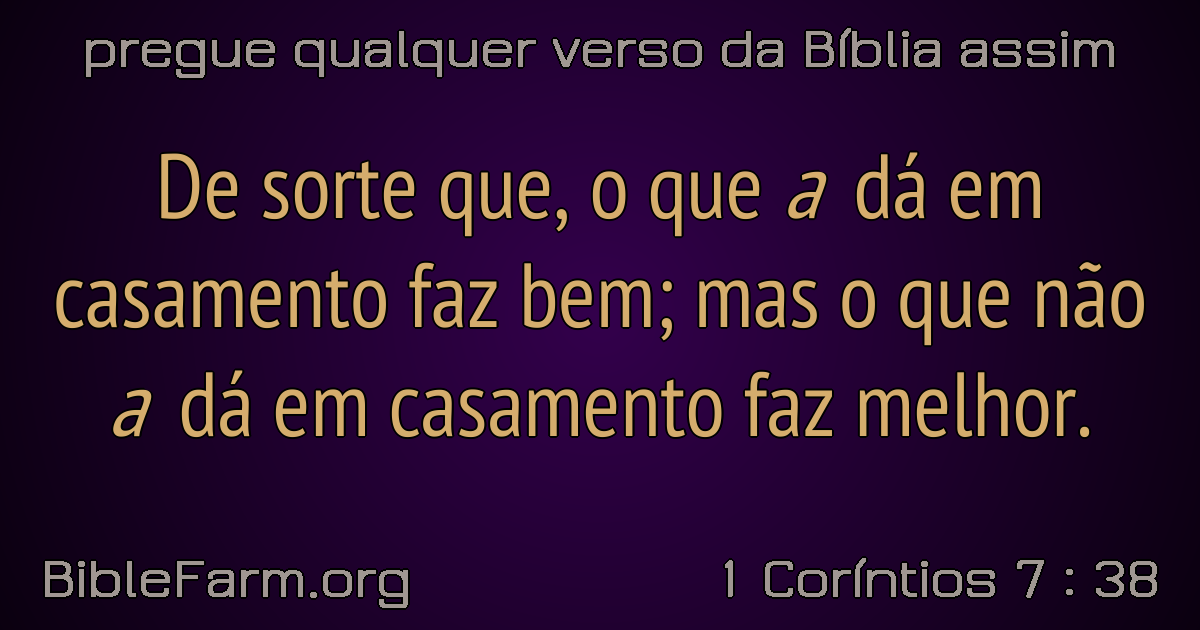 pregue qualquer verso da Bíblia assim
De sorte que, o que a dá em
casamento faz bem; mas o que não
a dá em casamento faz melhor.
BibleFarm.org
1 Coríntios 7 : 38